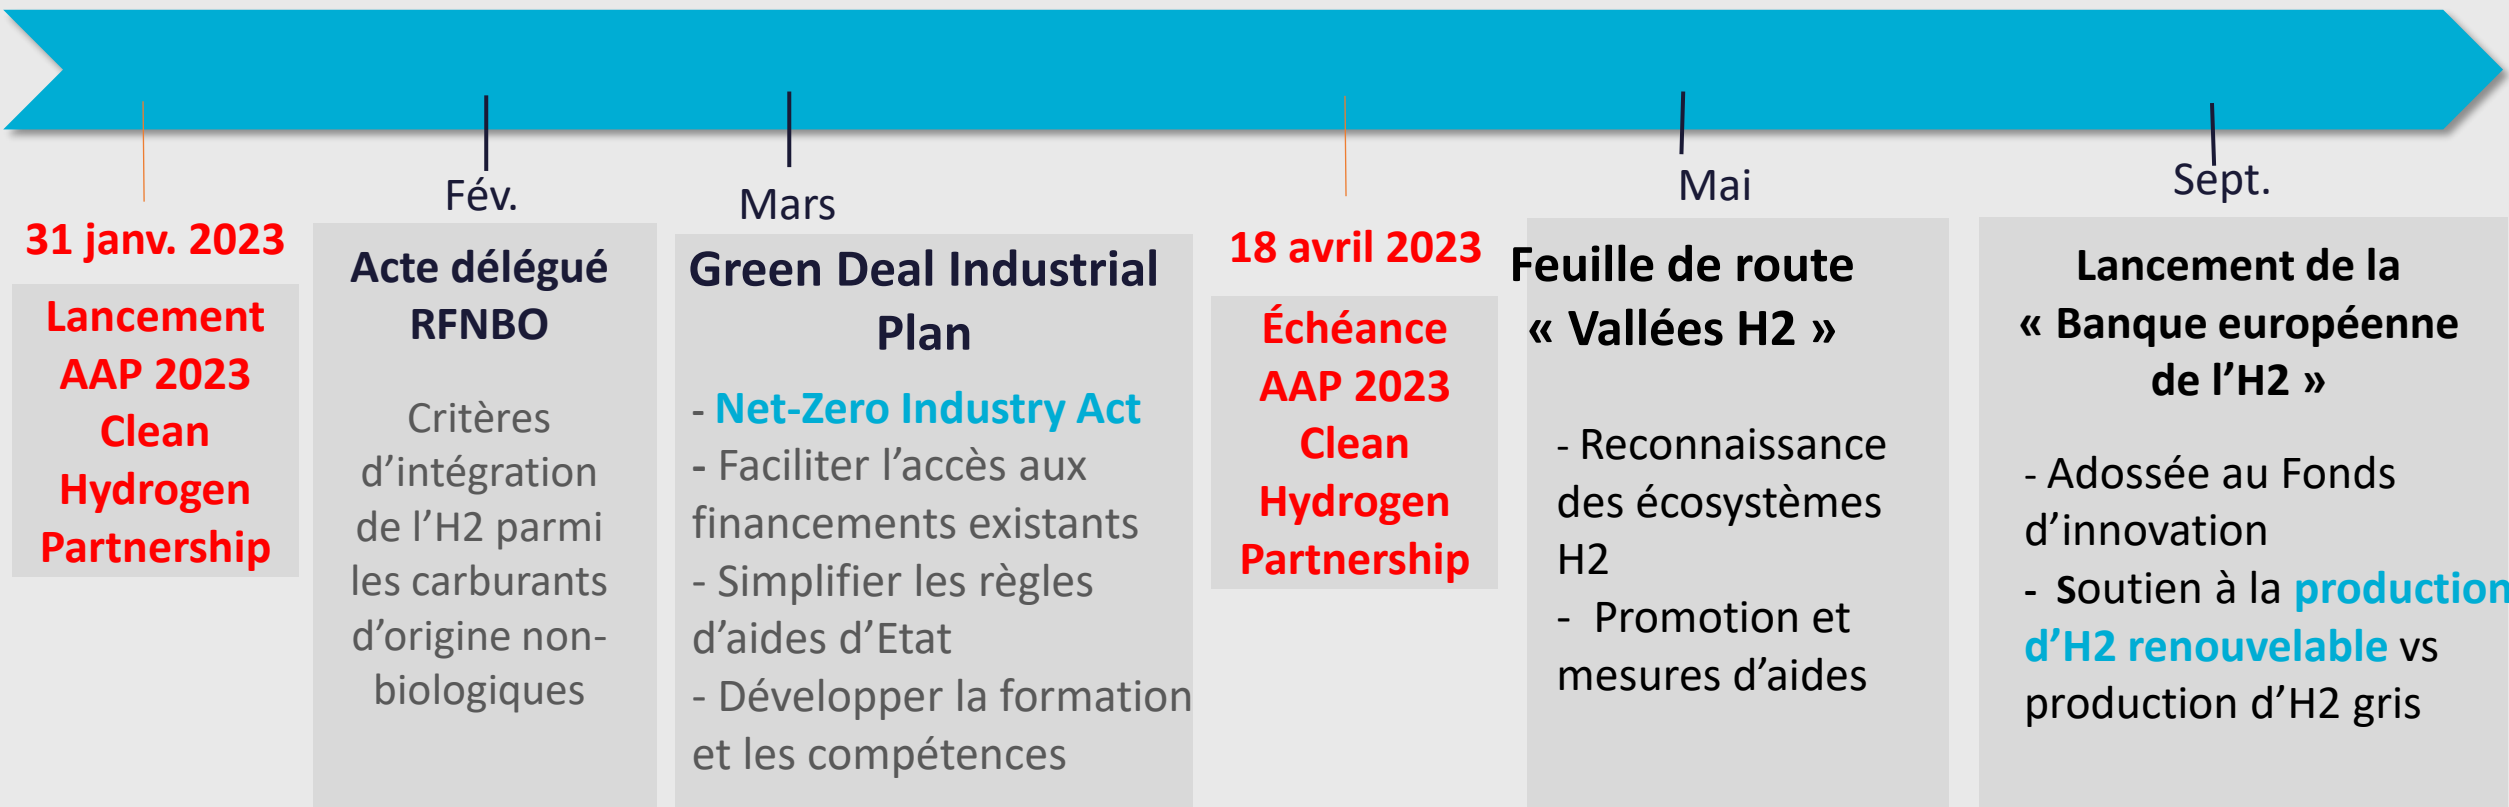 31 janv. 2023
Lancement
AAP 2023
Clean
Hydrogen
Partnership
Fév.
Acte délégué
RFNBO
Critères
d’intégration
de l’H2 parmi
les carburants
d’origine non-
biologiques
Mars
Green Deal Industrial
Plan
- Net-Zero Industry Act
- Faciliter l’accès aux
financements existants
- Simplifier les règles
d’aides d’Etat
- Développer la formation
et les compétences
18 avril 2023
Échéance
AAP 2023
Clean
Hydrogen
Partnership
Mai
Feuille de route
« Vallées H2 »
- Reconnaissance
des écosystèmes
H2
- Promotion et
mesures d’aides
Sept.
Lancement de la
« Banque européenne
de l’H2 »
- Adossée au Fonds
d’innovation
- Soutien à la production
d’H2 renouvelable vs
production d’H2 gris